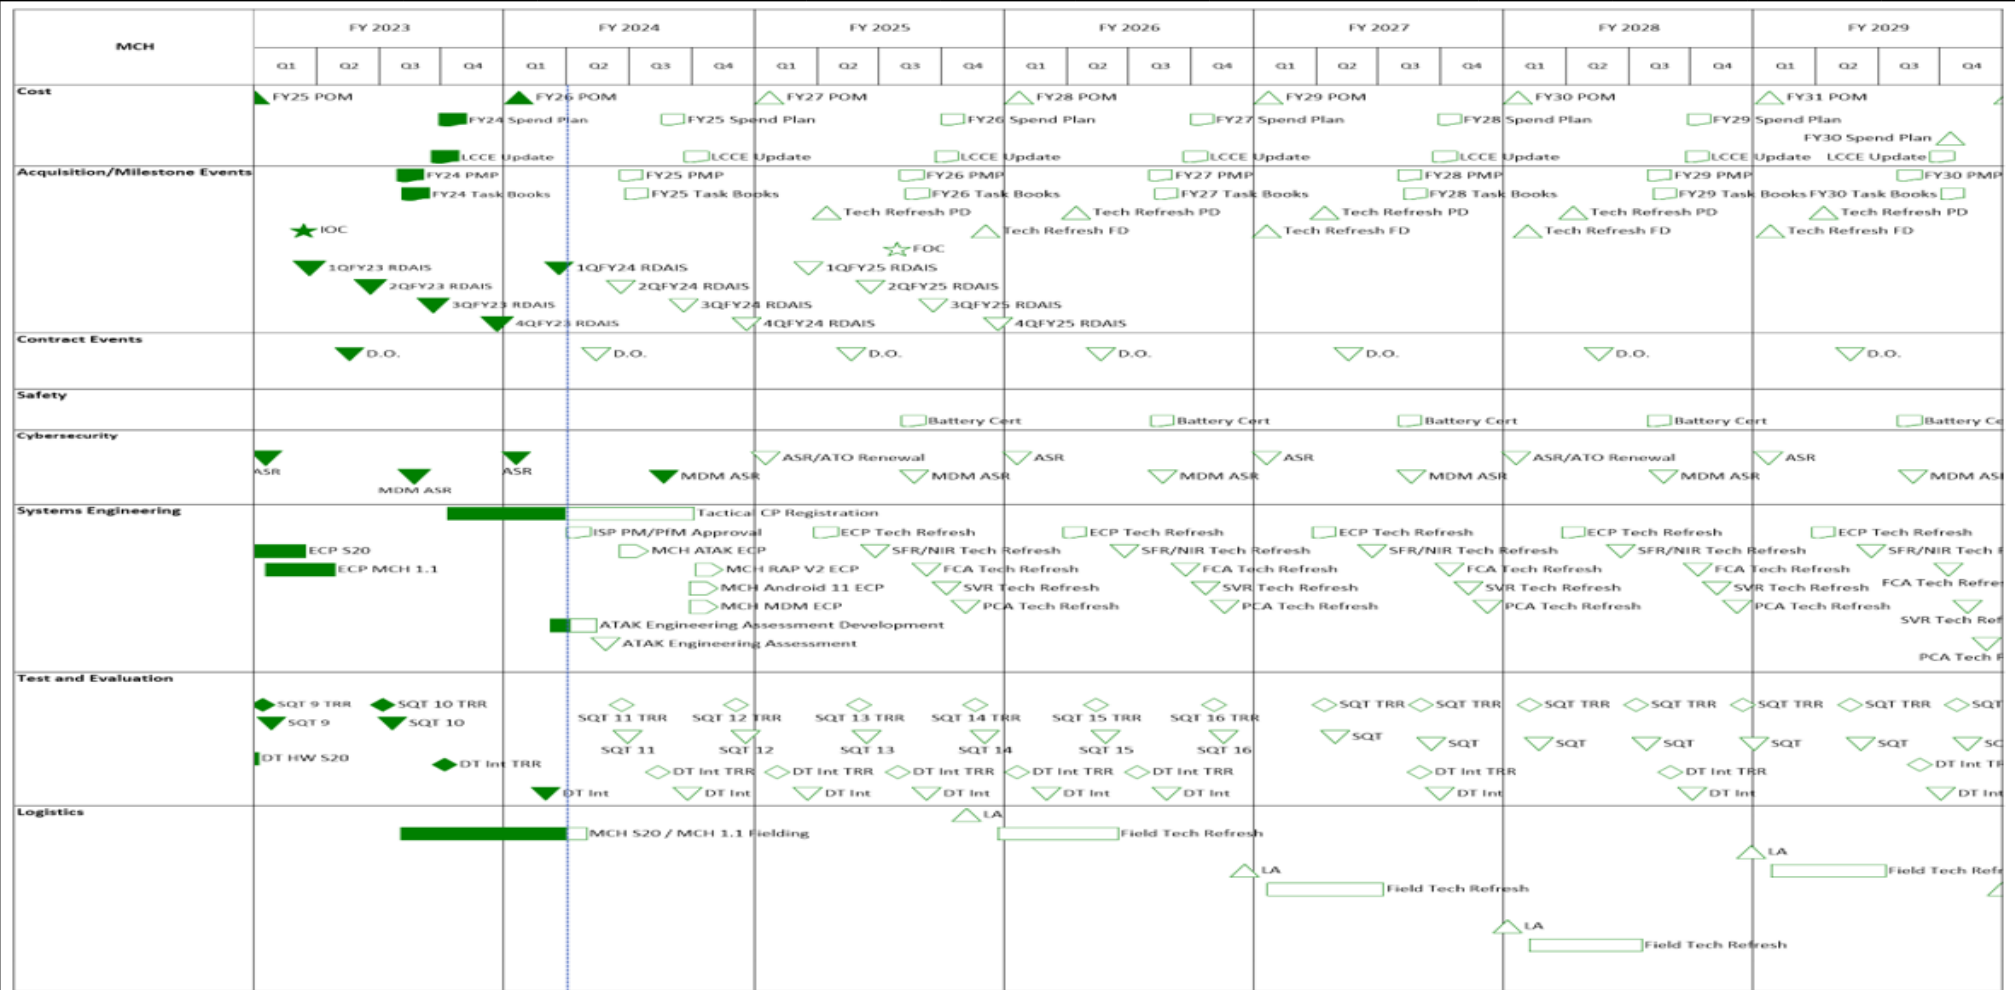 MCH FY 2023 FY 2024 FY 2025 FY 2026 FY 2027 FY 2028 FY 2029
Q1 Q2 Q3 Q4 Q1 Q2 Q3 Q4 Q1 Q2 Q3 Q4 Q1 Q2 Q3 Q4 Q1 Q2 Q3 Q4 Q1 Q2 Q3 Q4 Q1 Q2 Q3 Q4
Cost
FY25 POM FY26 POM FY27 POM FY28 POM FY29 POM FY30 POM FY31 POM
FY24 Spend Plan FY25 Spend Plan FY26 Spend Plan FY27 Spend Plan FY28 Spend Plan FY29 Spend Plan
FY30 Spend Plan
LCCE Update LCCE Update LCCE Update LCCE Update LCCE Update LCCE Update LCCE Update
Acquisition/Milestone Events
FY24 PMP FY25 PMP FY26 PMP FY27 PMP FY28 PMP FY29 PMP FY30 PMP
FY24 Task Books FY25 Task Books FY26 Task Books FY27 Task Books FY28 Task Books FY29 Task Books FY30 Task Books
Tech Refresh PD Tech Refresh PD Tech Refresh PD Tech Refresh PD Tech Refresh PD
IOC Tech Refresh FD Tech Refresh FD Tech Refresh FD Tech Refresh FD
FOC
1QFY23 RDAIS 1QFY24 RDAIS 1QFY25 RDAIS
2QFY23 RDAIS 2QFY24 RDAIS 2QFY25 RDAIS
3QFY23 RDAIS 3QFY24 RDAIS 3QFY25 RDAIS
4QFY23 RDAIS 4QFY24 RDAIS 4QFY25 RDAIS
Contract Events
D.O. D.O. D.O. D.O. D.O. D.O. D.O.
Safety
Battery Cert Battery Cert Battery Cert Battery Cert Battery Ce
Cybersecurity
ASR/ATO Renewal ASR ASR ASR/ATO Renewal ASR
ASR ASR MDM ASR MDM ASR MDM ASR MDM ASR MDM ASR MDM AS
MDM ASR
Systems Engineering
Tactical CP Registration
ISP PM/PfM Approval ECP Tech Refresh ECP Tech Refresh ECP Tech Refresh ECP Tech Refresh ECP Tech Refresh
ECP S20 MCH ATAK ECP SFR/NIR Tech Refresh SFR/NIR Tech Refresh SFR/NIR Tech Refresh SFR/NIR Tech Refresh SFR/NIR Tech
ECP MCH 1.1 MCH RAP V2 ECP FCA Tech Refresh FCA Tech Refresh FCA Tech Refresh FCA Tech Refresh
FCA Tech Refre
MCH Android 11 ECP SVR Tech Refresh SVR Tech Refresh SVR Tech Refresh SVR Tech Refresh
MCH MDM ECP PCA Tech Refresh PCA Tech Refresh PCA Tech Refresh PCA Tech Refresh
SVR Tech Ref
ATAK Engineering Assessment Development
ATAK Engineering Assessment
PCA Tech
Test and Evaluation
SQT 9 TRR SQT 10 TRR SQT TRR SQT TRR SQT TRR SQT TRR SQT TRR SQT TRR SQT
SQT 11 TRR SQT 12 TRR SQT 13 TRR SQT 14 TRR SQT 15 TRR SQT 16 TRR
SQT 9 SQT 10
SQT SQT SQT SQT SQT SQT
SQT 11 SQT 12 SQT 13 SQT 14 SQT 15 SQT 16
DT HW S20
DT Int TRR DT Int
DT Int TRR DT Int TRR DT Int TRR DT Int TRR DT Int TRR DT Int TRR DT Int TRR
DT Int DT Int DT Int DT Int DT Int DT Int DT Int DT Int DT Int
Logistics
LA
MCH S20 / MCH 1.1 Fielding Field Tech Refresh
LA
LA Field Tech Ref
Field Tech Refresh
LA
Field Tech Refresh